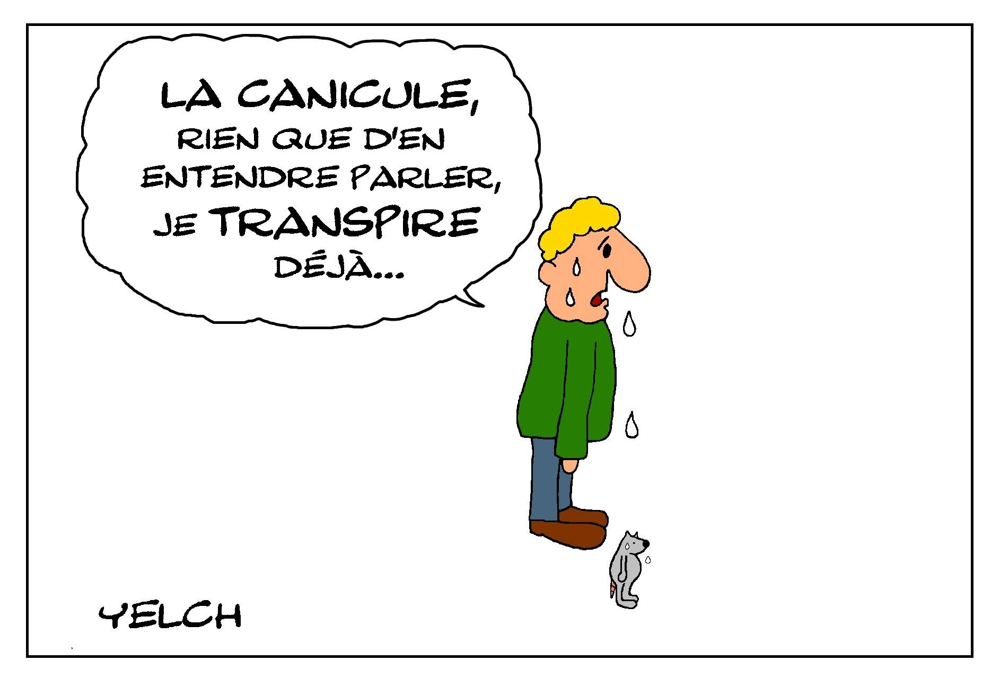 LA CANICULE,
RIEN QUE D'EN
ENTENDRE PARLER,
JE TRANSPIRE
DÉJÀ...
YELCH